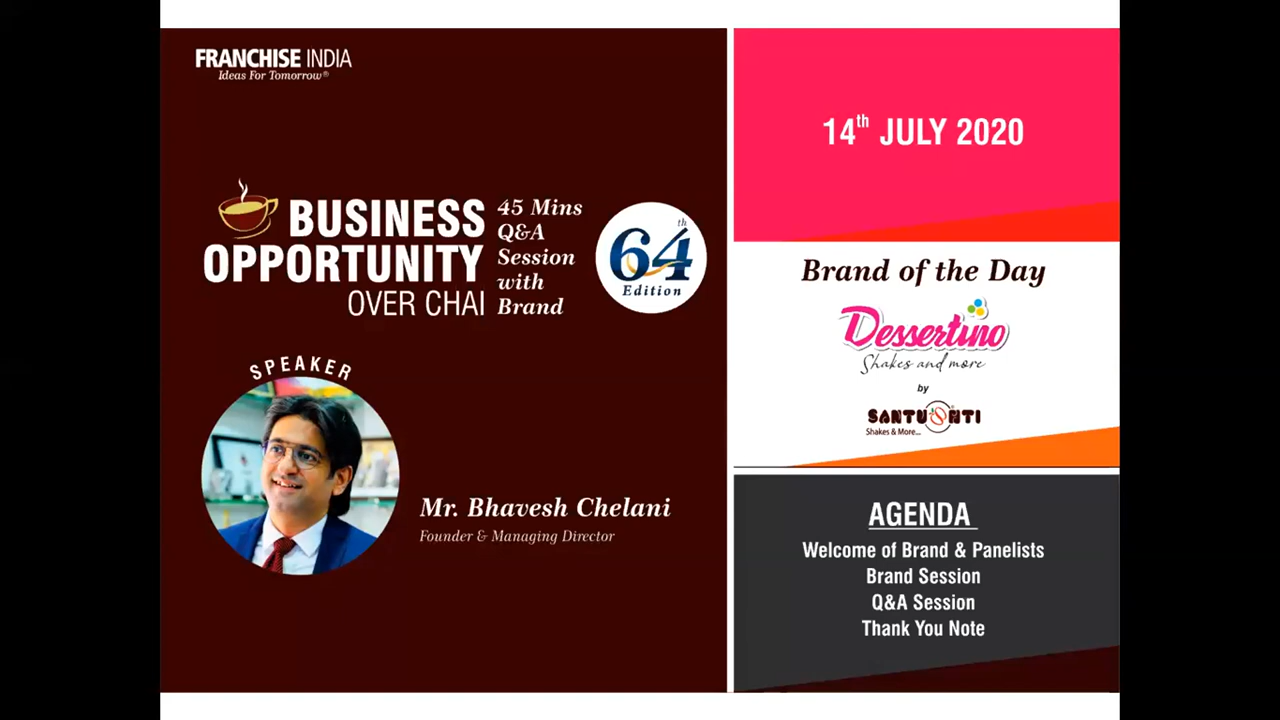 FRANCHISE INDIA
Ideas For Tomorrow®
BUSINESS
OPPORTUNITY
OVER CHAI
45 Mins
Q&A
Session
with
Brand
64th
Edition
SPEAKER
Mr. Bhavesh Chelani
Founder & Managing Director
14th JULY 2020
Brand of the Day
Dessertino
Shakes and more
by
SANTUSHTI
Shakes & More...
AGENDA
Welcome of Brand & Panelists
Brand Session
Q&A Session
Thank You Note